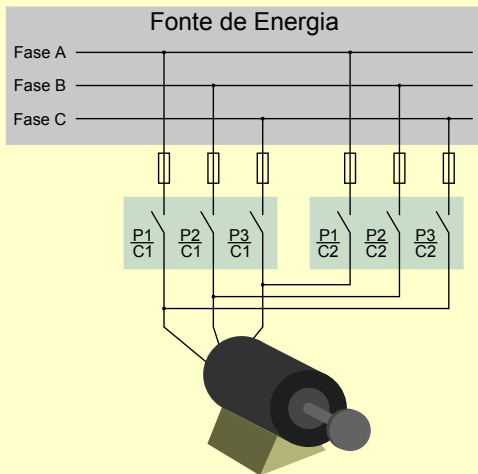 Fonte de Energia
Fase A
Fase B
Fase C
P1 P2 P3 P1 P2 P3
C1 C1 C1 C2 C2 C2